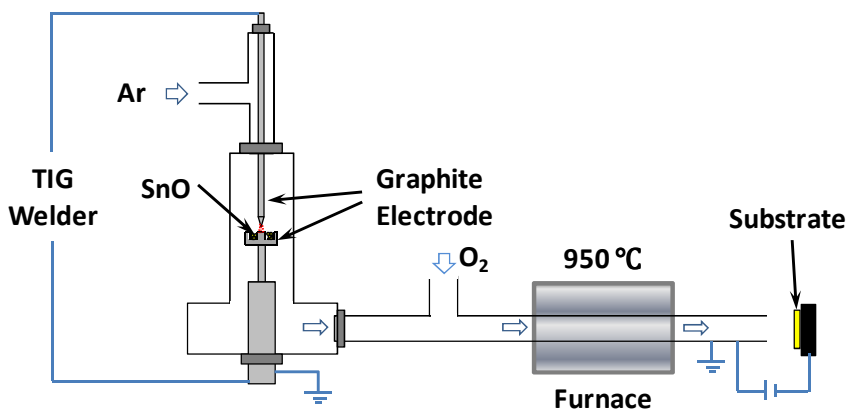 Ar
TIG
Welder
SnO
Graphite
Electrode
O₂
950 ℃
Furnace
Substrate